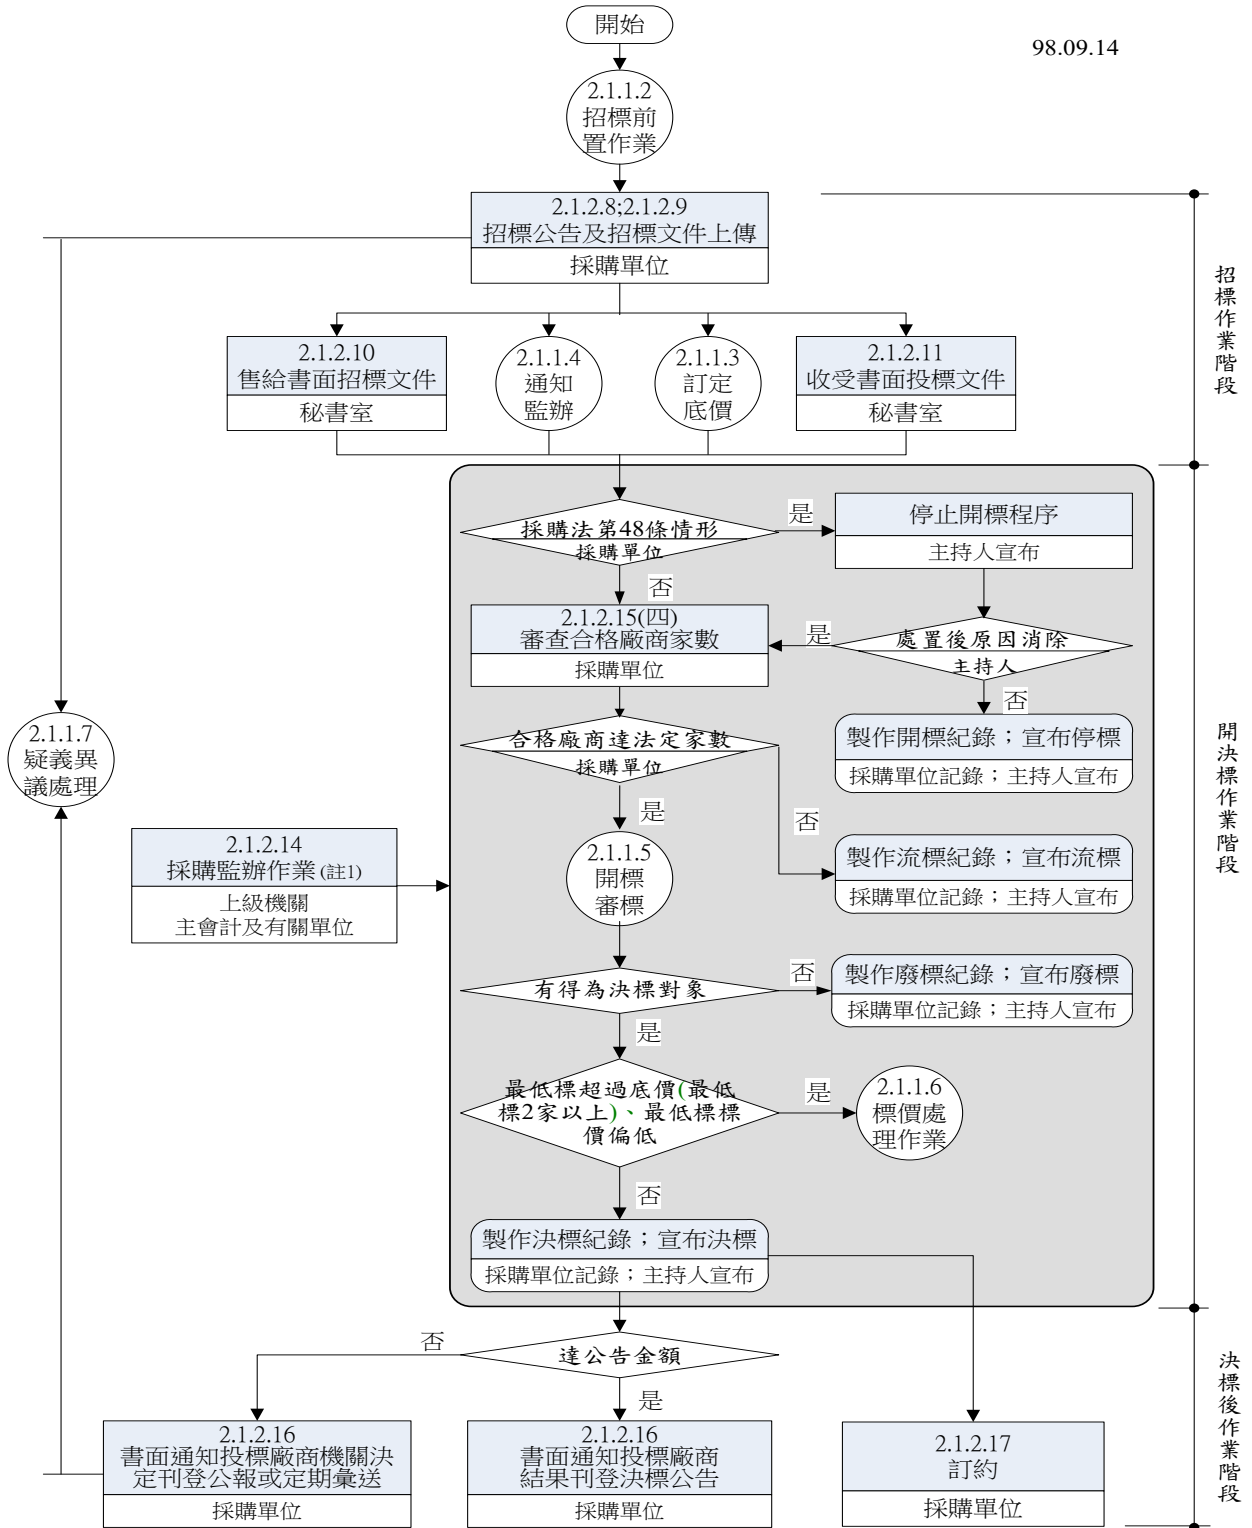 開始
98.09.14
2.1.1.2
招標前
置作業
2.1.2.8;2.1.2.9
招標公告及招標文件上傳
採購單位
招標作業階段
2.1.2.10
售給書面招標文件
秘書室
2.1.1.4
通知
監辦
2.1.1.3
訂定
底價
2.1.2.11
收受書面投標文件
秘書室
採購法第48條情形
採購單位
是
停止開標程序
主持人宣布
否
2.1.2.15(四)
審查合格廠商家數
採購單位
是
處置後原因消除
主持人
否
製作開標紀錄；宣布停標
採購單位記錄；主持人宣布
開決標作業階段
2.1.1.7
疑義異
議處理
合格廠商達法定家數
採購單位
是
否
2.1.2.14
採購監辦作業(註1)
上級機關
主會計及有關單位
2.1.1.5
開標
審標
製作流標紀錄；宣布流標
採購單位記錄；主持人宣布
有得為決標對象
否
製作廢標紀錄；宣布廢標
採購單位記錄；主持人宣布
是
最低標超過底價(最低
標2家以上)、最低標標
價偏低
是
2.1.1.6
標價處
理作業
否
製作決標紀錄；宣布決標
採購單位記錄；主持人宣布
達公告金額
否
是
決標後作業階段
2.1.2.16
書面通知投標廠商機關決
定刊登公報或定期彙送
採購單位
2.1.2.16
書面通知投標廠商
結果刊登決標公告
採購單位
2.1.2.17
訂約
採購單位